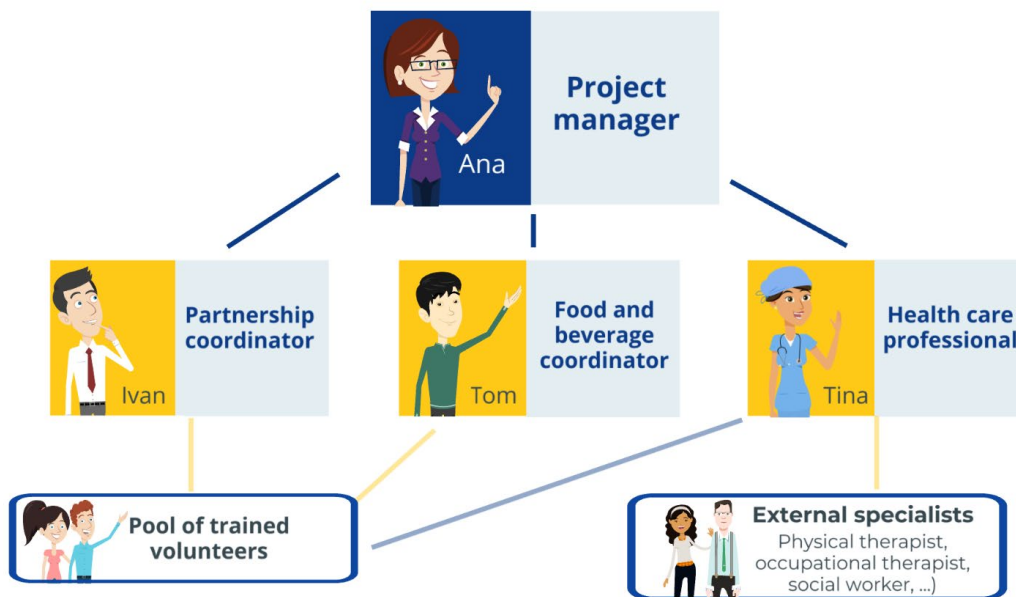 Project
manager
Ana
Partnership
coordinator
Ivan
Food and
beverage
coordinator
Tom
Health care
professional
Tina
Pool of trained
volunteers
External specialists
Physical therapist,
occupational therapist,
social worker, ...)